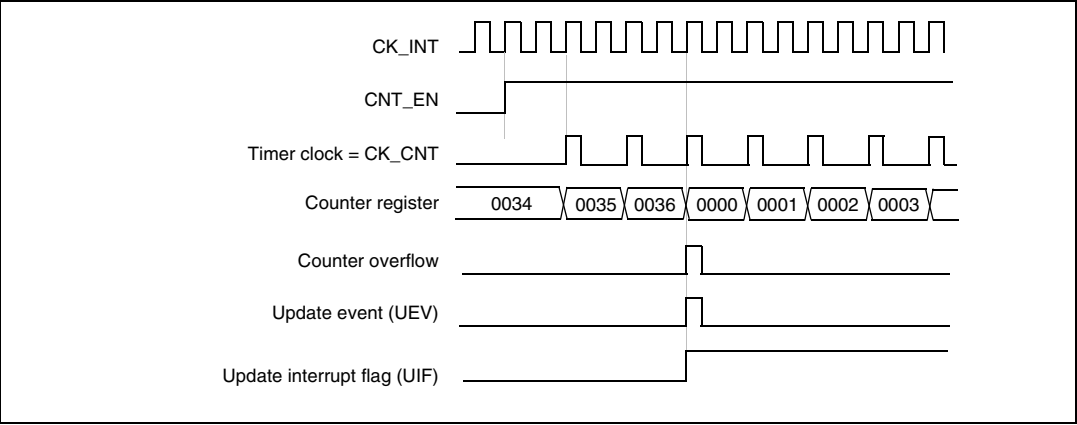 CK_INT
CNT_EN
Timer clock = CK_CNT
Counter register 0034 0035 0036 0000 0001 0002 0003
Counter overflow
Update event (UEV)
Update interrupt flag (UIF)